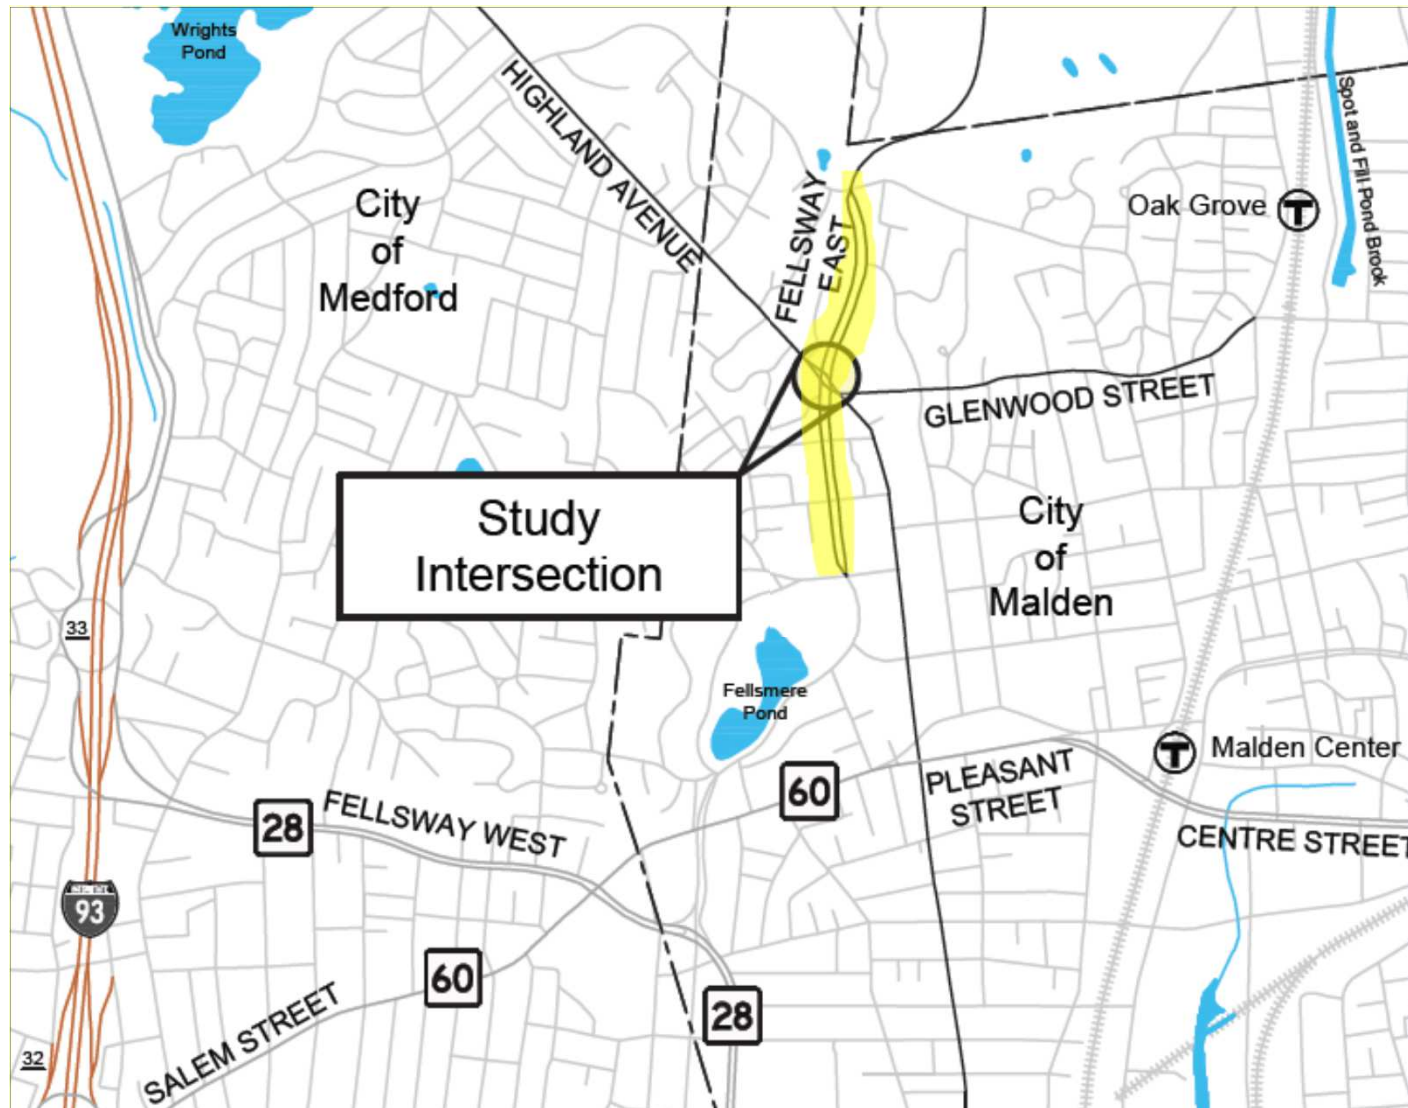 Wrights
Pond
HIGHLAND AVENUE
Spot and Fill Pond Brook
City
of
Medford
FELLSWAY
EAST
Oak Grove
T
GLENWOOD STREET
Study
Intersection
City
of
Malden
33
Fellsmere
Pond
T
Malden Center
60
PLEASANT
STREET
28
FELLSWAY WEST
CENTRE STREET
93
60
28
SALEM STREET
32